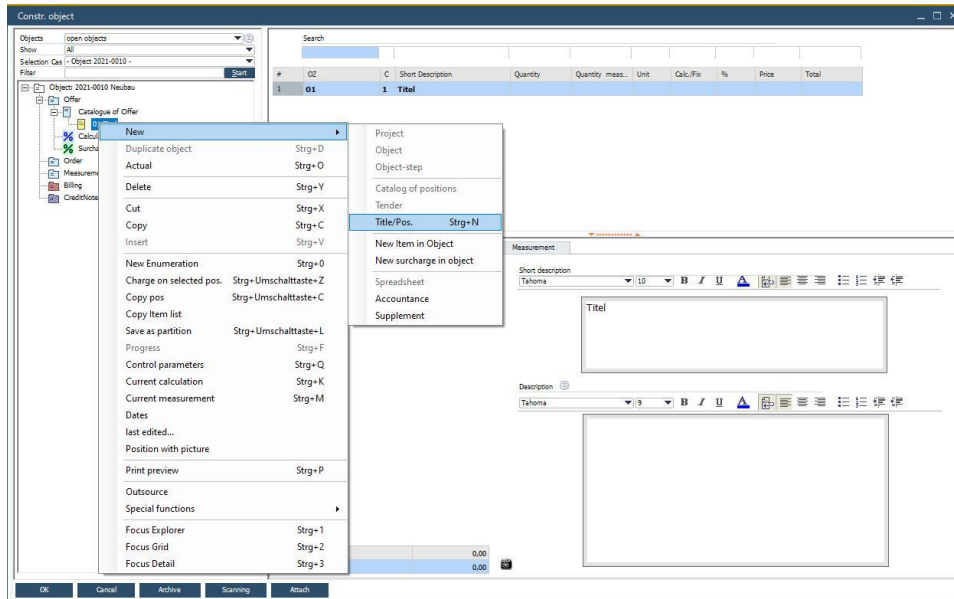 Constr. object
Objects open objects
Show All
Selection Cas - Object 2021-0010 -
Filter Start
Object: 2021-0010 Neubau
Offer
Catalogue of Offer
Calcul
Surcha
Order
Measureme
Billing
CreditNote
New
Duplicate object Strg+D
Actual Strg+O
Delete Strg+Y
Cut Strg+X
Copy Strg+C
Insert Strg+V
New Enumeration Strg+0
Charge on selected pos. Strg+Umschalttaste+Z
Copy pos Strg+Umschalttaste+C
Copy Item list
Save as partition Strg+Umschalttaste+L
Progress Strg+F
Control parameters Strg+Q
Current calculation Strg+K
Current measurement Strg+M
Dates
last edited...
Position with picture
Print preview Strg+P
Outsource
Special functions
Focus Explorer Strg+1
Focus Grid Strg+2
Focus Detail Strg+3
Project
Object
Object-step
Catalog of positions
Tender
Title/Pos. Strg+N
New Item in Object
New surcharge in object
Spreadsheet
Accountance
Supplement
Search
# OZ C Short Description Quantity Quantity meas... Unit Calc./Fix: % Price Total
1 01 1 Titel
Measurement
Short description
Tahoma 10 B I U A
Titel
Description
Tahoma 9 B I U A
0,00
0,00
OK Cancel Archive Scanning Attach